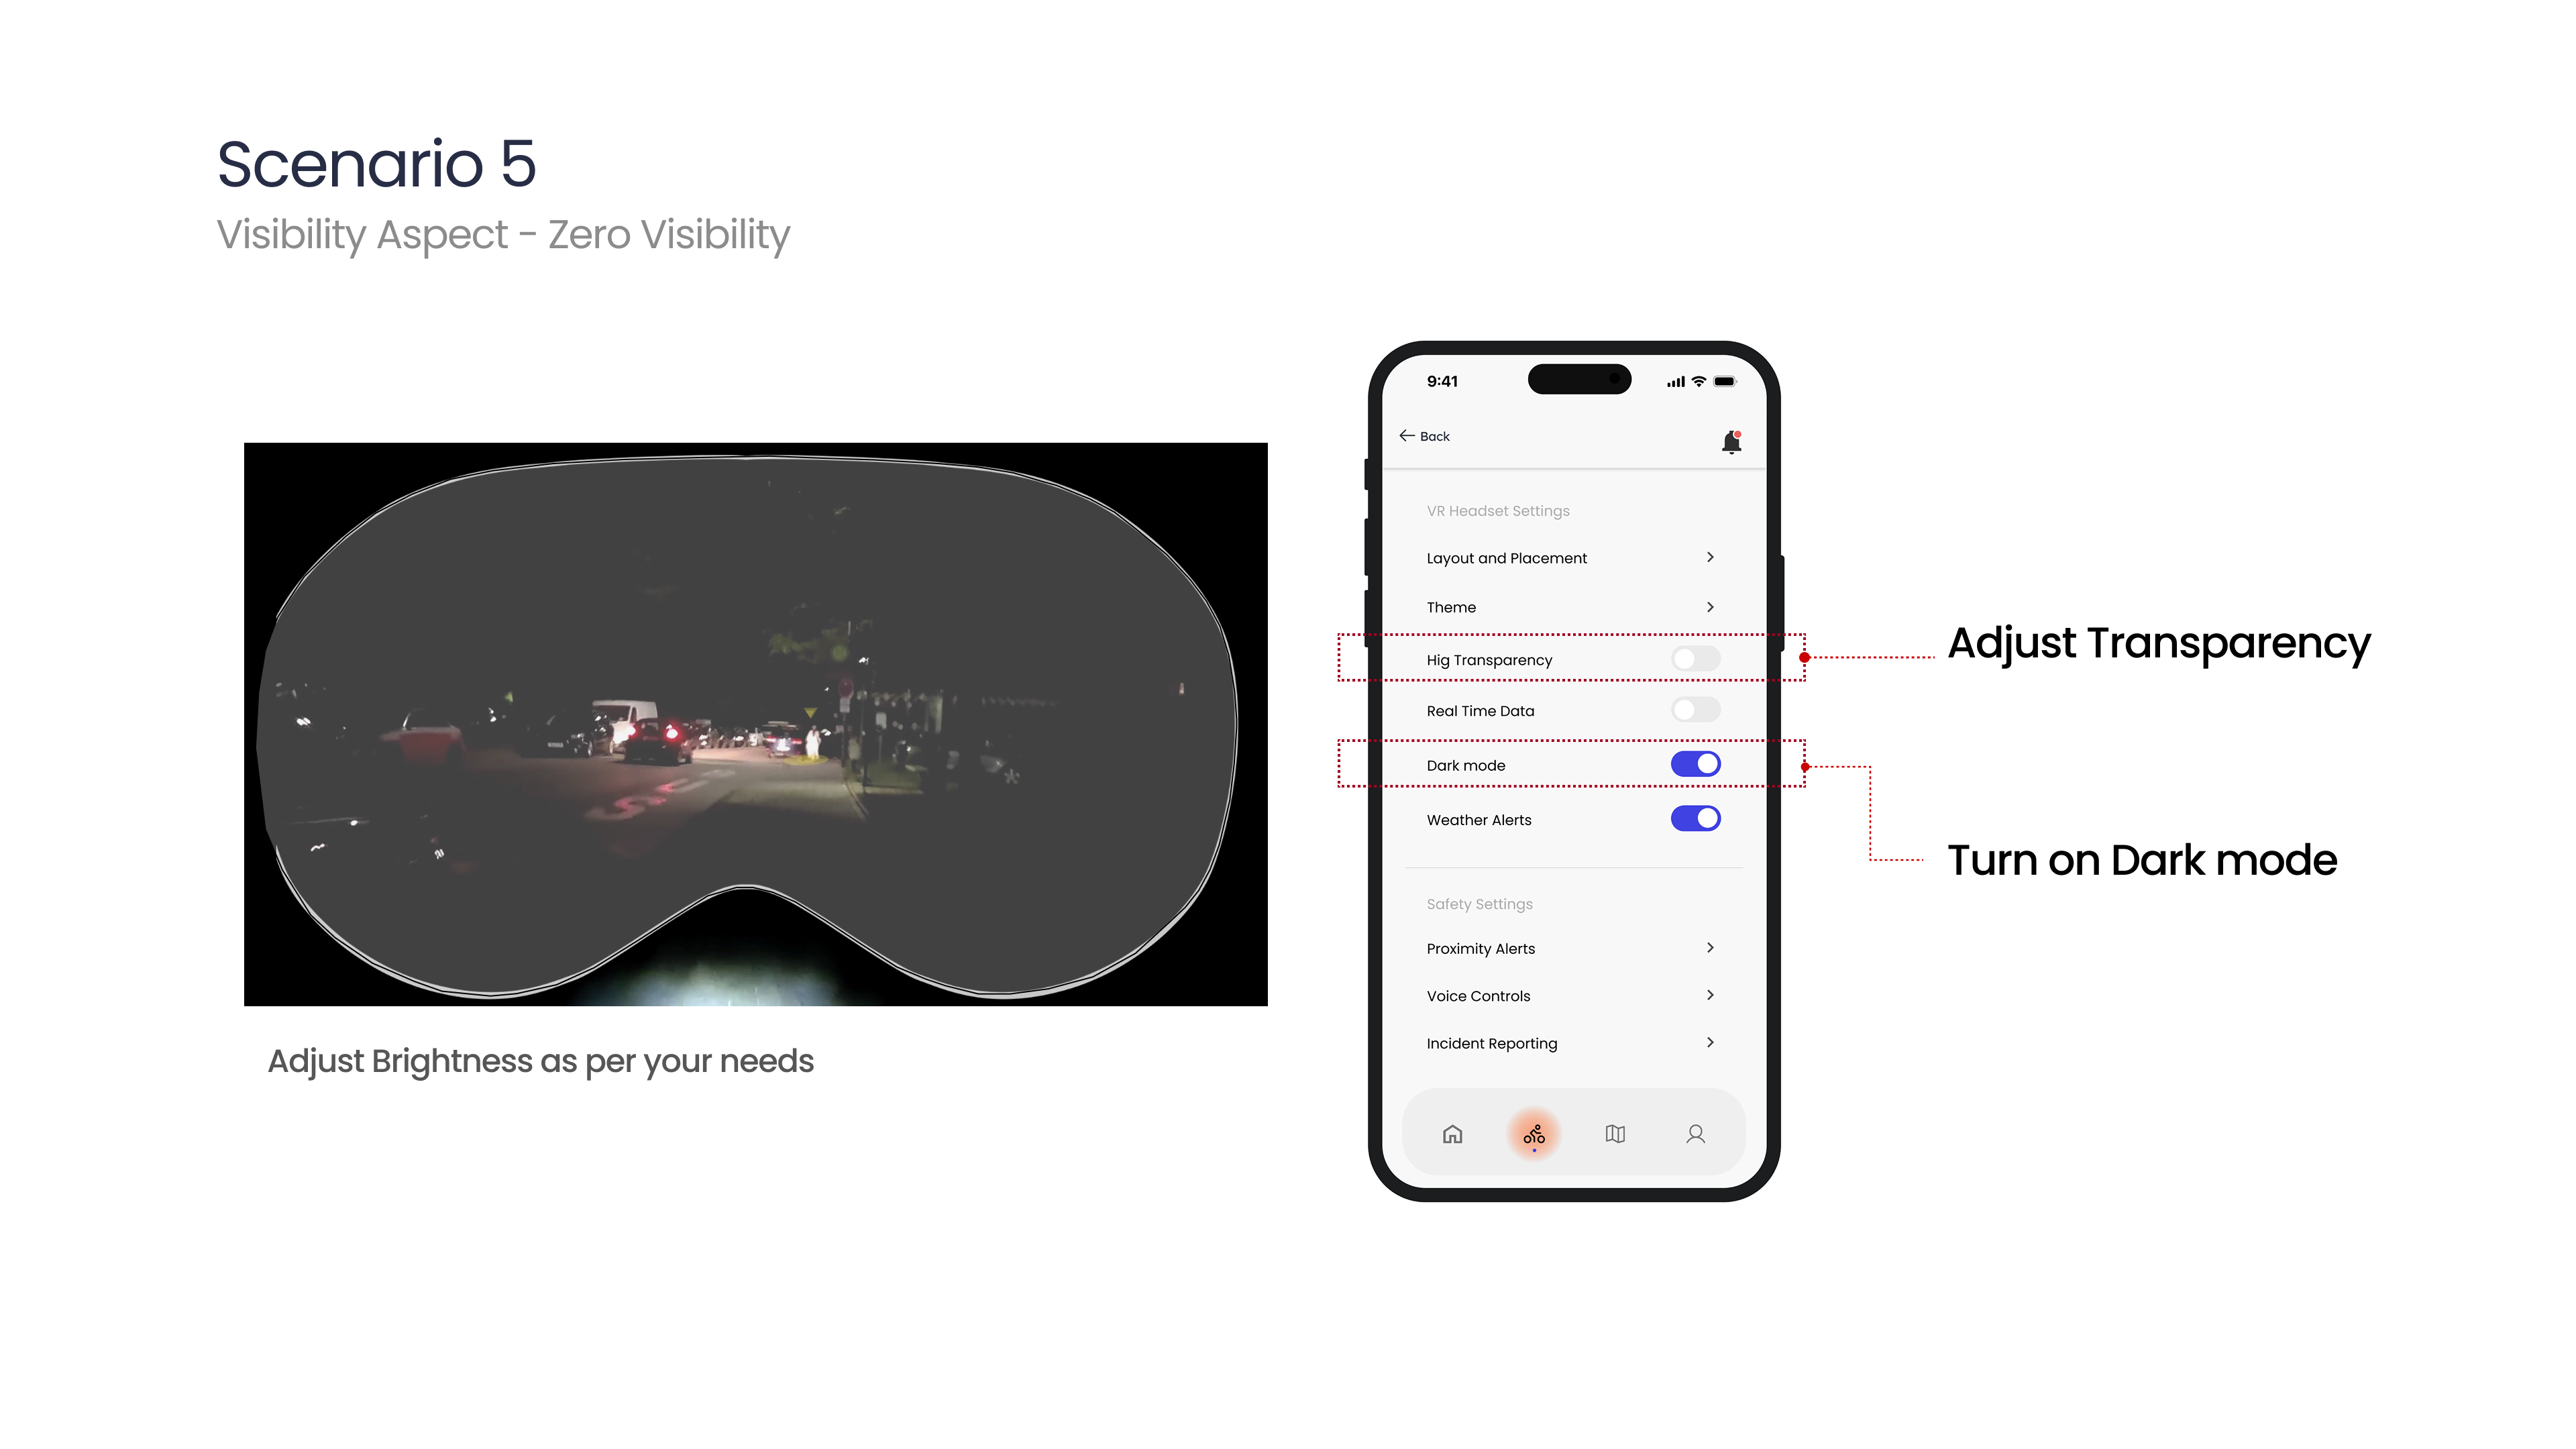 Scenario 5
Visibility Aspect - Zero Visibility
Adjust Brightness as per your needs
9:41
Back
VR Headset Settings
Layout and Placement
Theme
Hig Transparency
Real Time Data
Dark mode
Weather Alerts
Safety Settings
Proximity Alerts
Voice Controls
Incident Reporting
Adjust Transparency
Turn on Dark mode